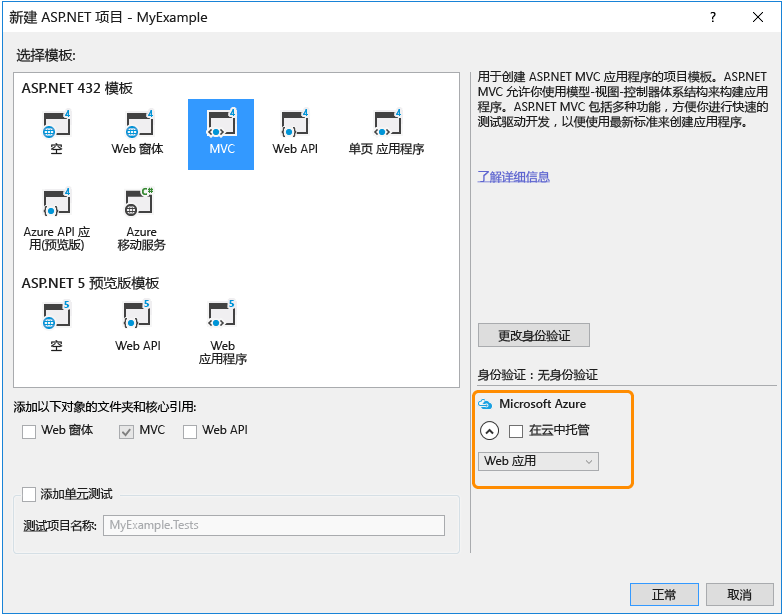 新建 ASP.NET 项目 - MyExample
?
选择模板:
ASP.NET 432 模板
4
4
4
4
4
空
Web 窗体
MVC
Web API
单页 应用程序
4
C#
Azure API 应
用(预览版)
Azure
移动服务
ASP.NET 5 预览版模板
5
5
5
空
Web API
Web
应用程序
添加以下对象的文件夹和核心引用:
Web 窗体
MVC
Web API
添加单元测试
测试项目名称:
MyExample.Tests
用于创建 ASP.NET MVC 应用程序的项目模板。ASP.NET
MVC 允许你使用模型-视图-控制器体系结构来构建应用
程序。ASP.NET MVC 包括多种功能，方便你进行快速的
测试驱动开发，以便使用最新标准来创建应用程序。
了解详细信息
更改身份验证
身份验证：无身份验证
Microsoft Azure
在云中托管
Web 应用
正常
取消